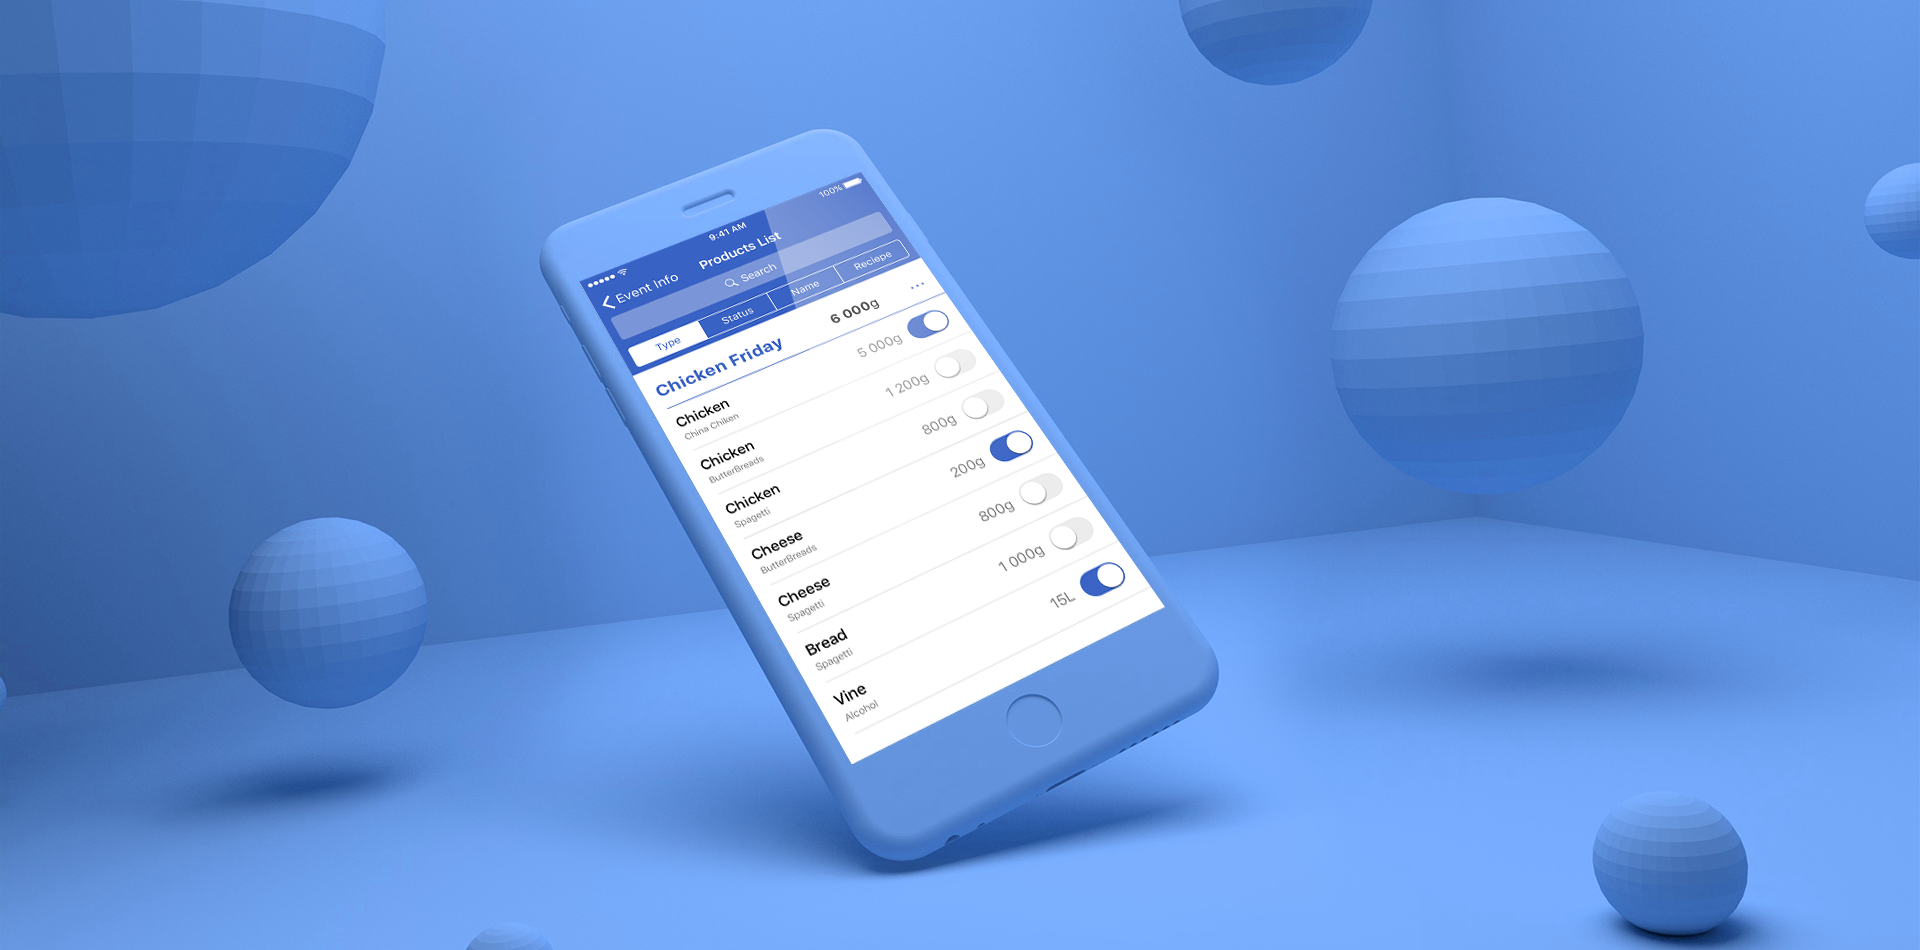 9:41 AM 100%
Event Info Products List
Search
Type Status Name Reciepe
Chicken Friday 6 000g ...
Chicken 5 000g
China Chiken
Chicken 1 200g
ButterBreads
Chicken 800g
Spagetti
Cheese 200g
ButterBreads
Cheese 800g
Spagetti
Bread 1 000g
Spagetti
Vine 15L
Alcohol